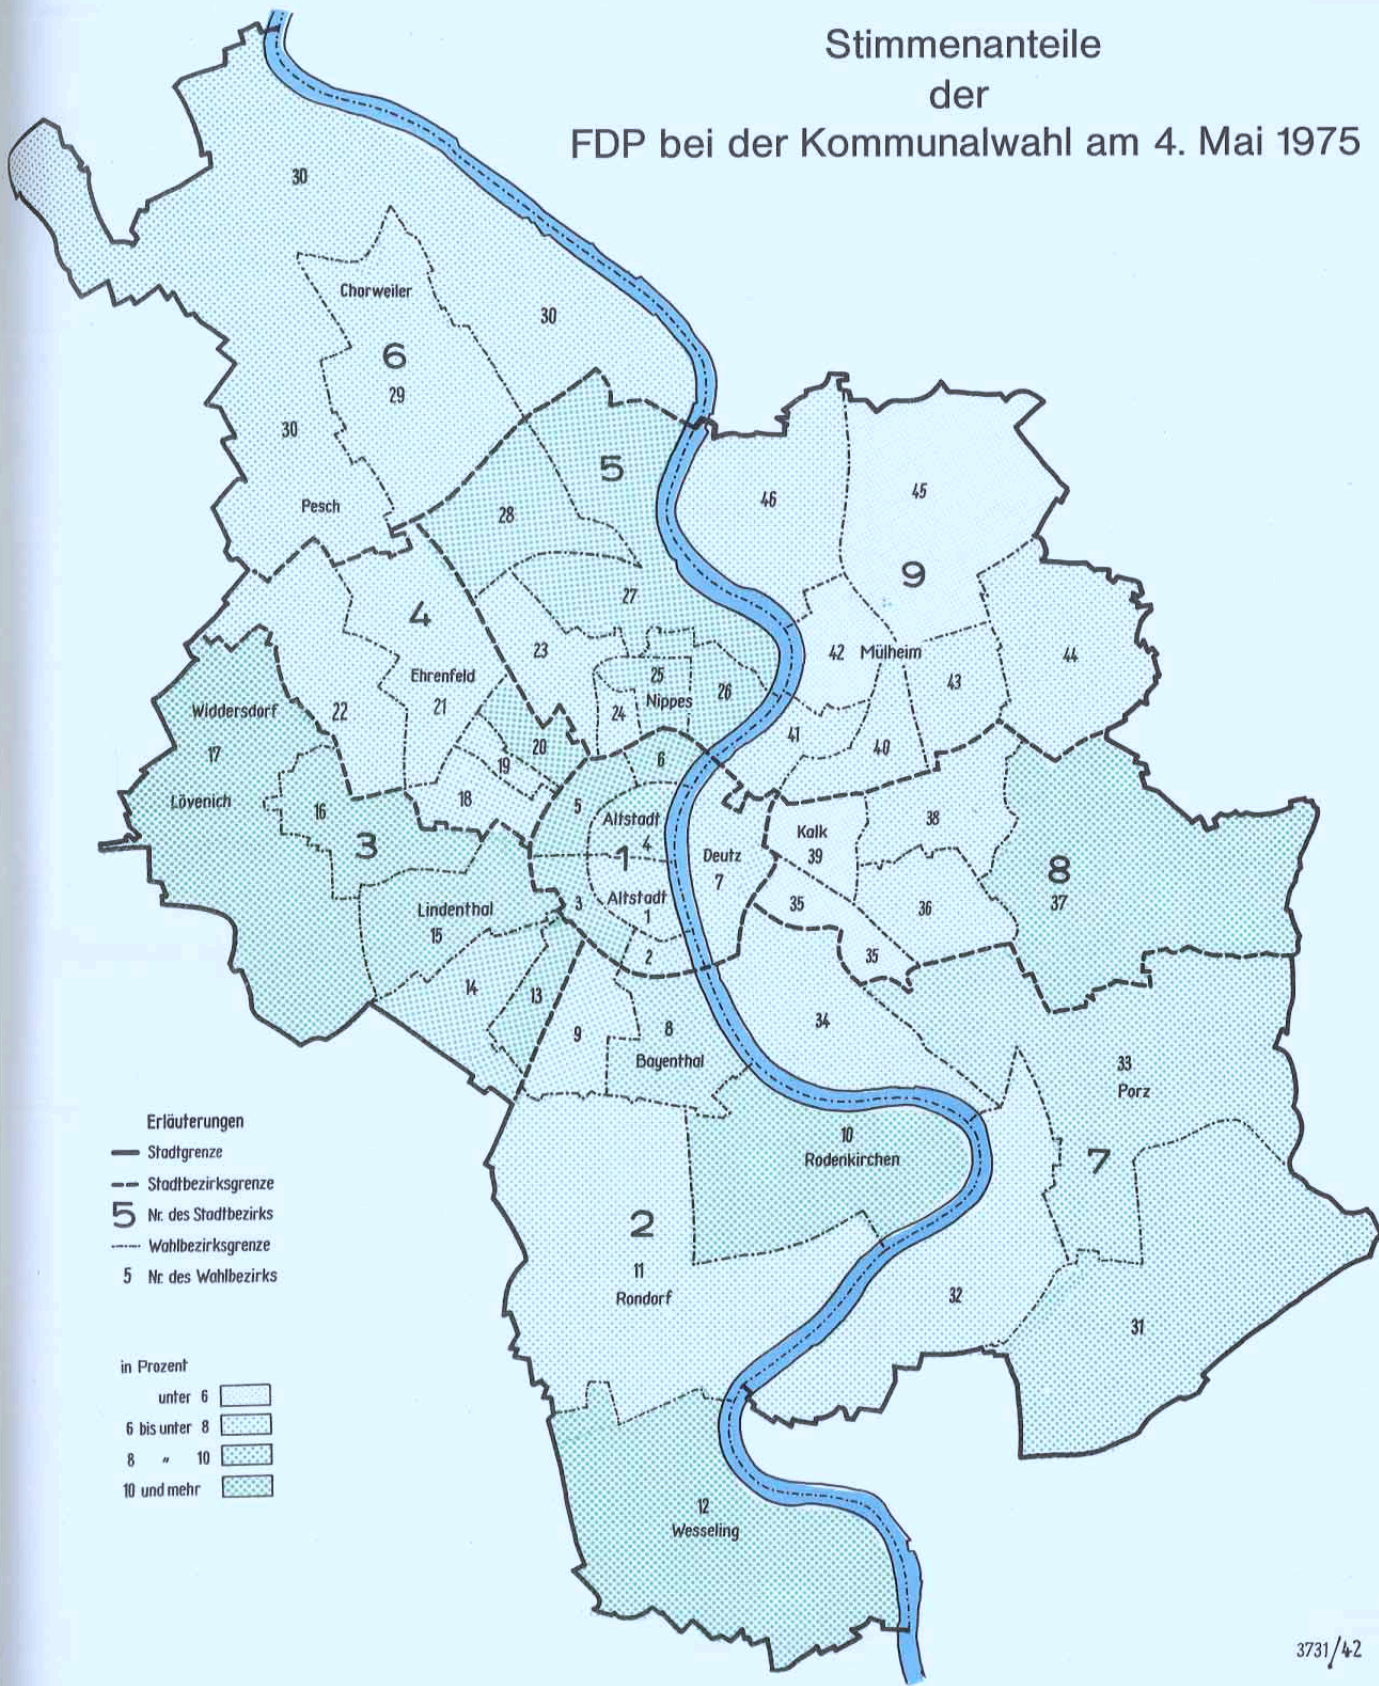 Stimmenanteile
der
FDP bei der Kommunalwahl am 4. Mai 1975
30
Chorweiler
30
6
29
30
5
Pesch
28
46
45
9
27
4
23
42 Mülheim
44
Ehrenfeld
25
43
Widdersdorf
22
21
24
Nippes
26
17
20
41
40
6
19
Lövenich
16
18
5
Altstadt
38
3
4
Kalk
1
Deutz
39
8
7
37
Lindenthal
3
Altstadt
35
36
15
1
2
35
14
13
34
9
8
33
Bayenthal
Porz
Erläuterungen
Stadtgrenze
Stadtbezirksgrenze
5 Nr. des Stadtbezirks
Wahlbezirksgrenze
5 Nr. des Wahlbezirks
10
Rodenkirchen
7
2
11
Rondorf
32
31
in Prozent
unter 6
6 bis unter 8
8 " 10
10 und mehr
12
Wesseling
3731/42